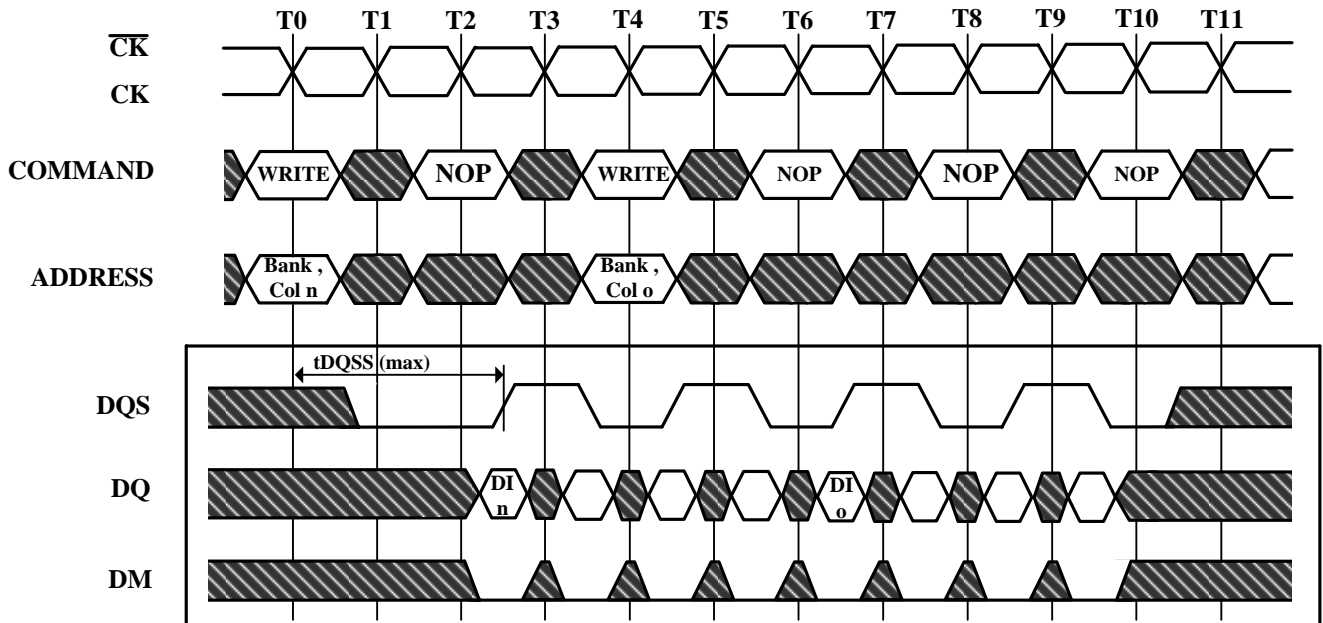 T0 T1 T2 T3 T4 T5 T6 T7 T8 T9 T10 T11
CK
CK
COMMAND
WRITE NOP WRITE NOP NOP NOP
ADDRESS
Bank ,
Col n
Bank ,
Col o
tDQSS (max)
DQS
DQ
DI
n
DI
o
DM